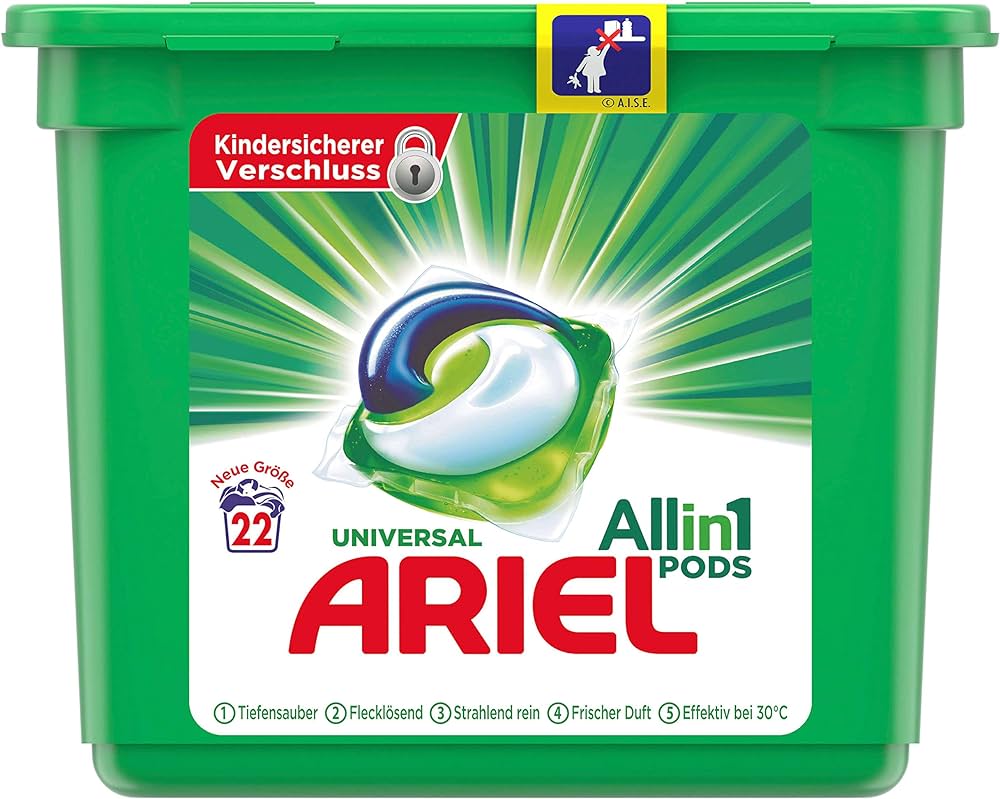 © A.I.S.E.
Kindersicherer
Verschluss
Neue Größe
22
UNIVERSAL
Allin1
PODS
ARIEL
1 Tiefensauber 2 Flecklösend 3 Strahlend rein 4 Frischer Duft 5 Effektiv bei 30°C